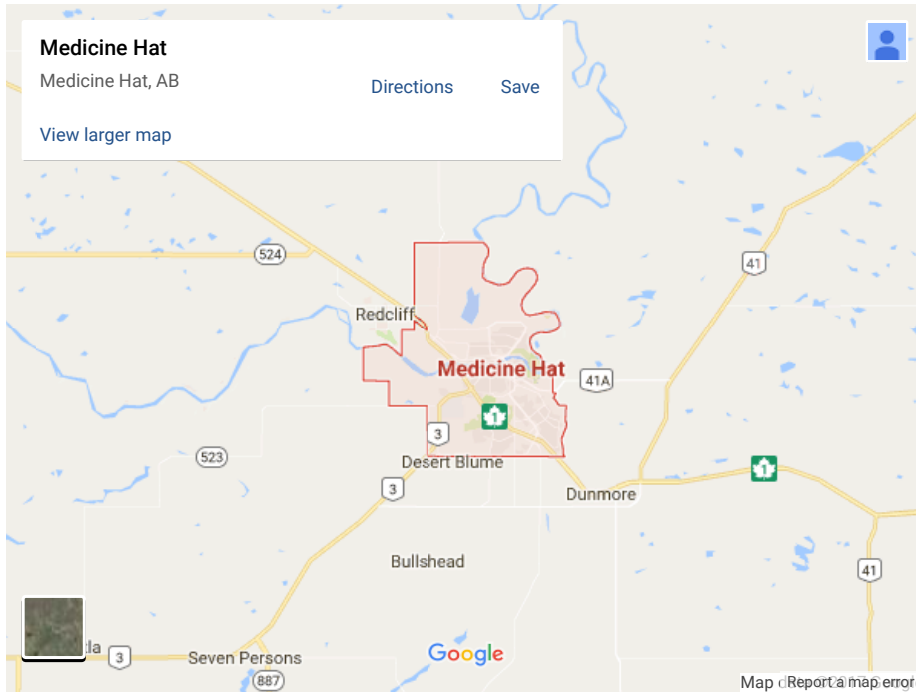 Medicine Hat
Medicine Hat, AB
Directions
Save
View larger map
524
41
Redcliff
Medicine Hat
41A
1
3
523
Desert Blume
1
3
Dunmore
Bullshead
41
la
3
Seven Persons
Google
887
Map
Report a map error